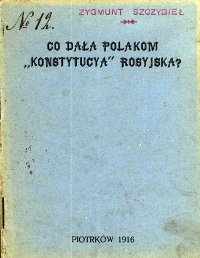 № 12.
ZYGMUNT SZCZYGIEŁ
CO DAŁA POLAKOM
„KONSTYTUCYA“ ROSYJSKA?
PIOTRKÓW 1916